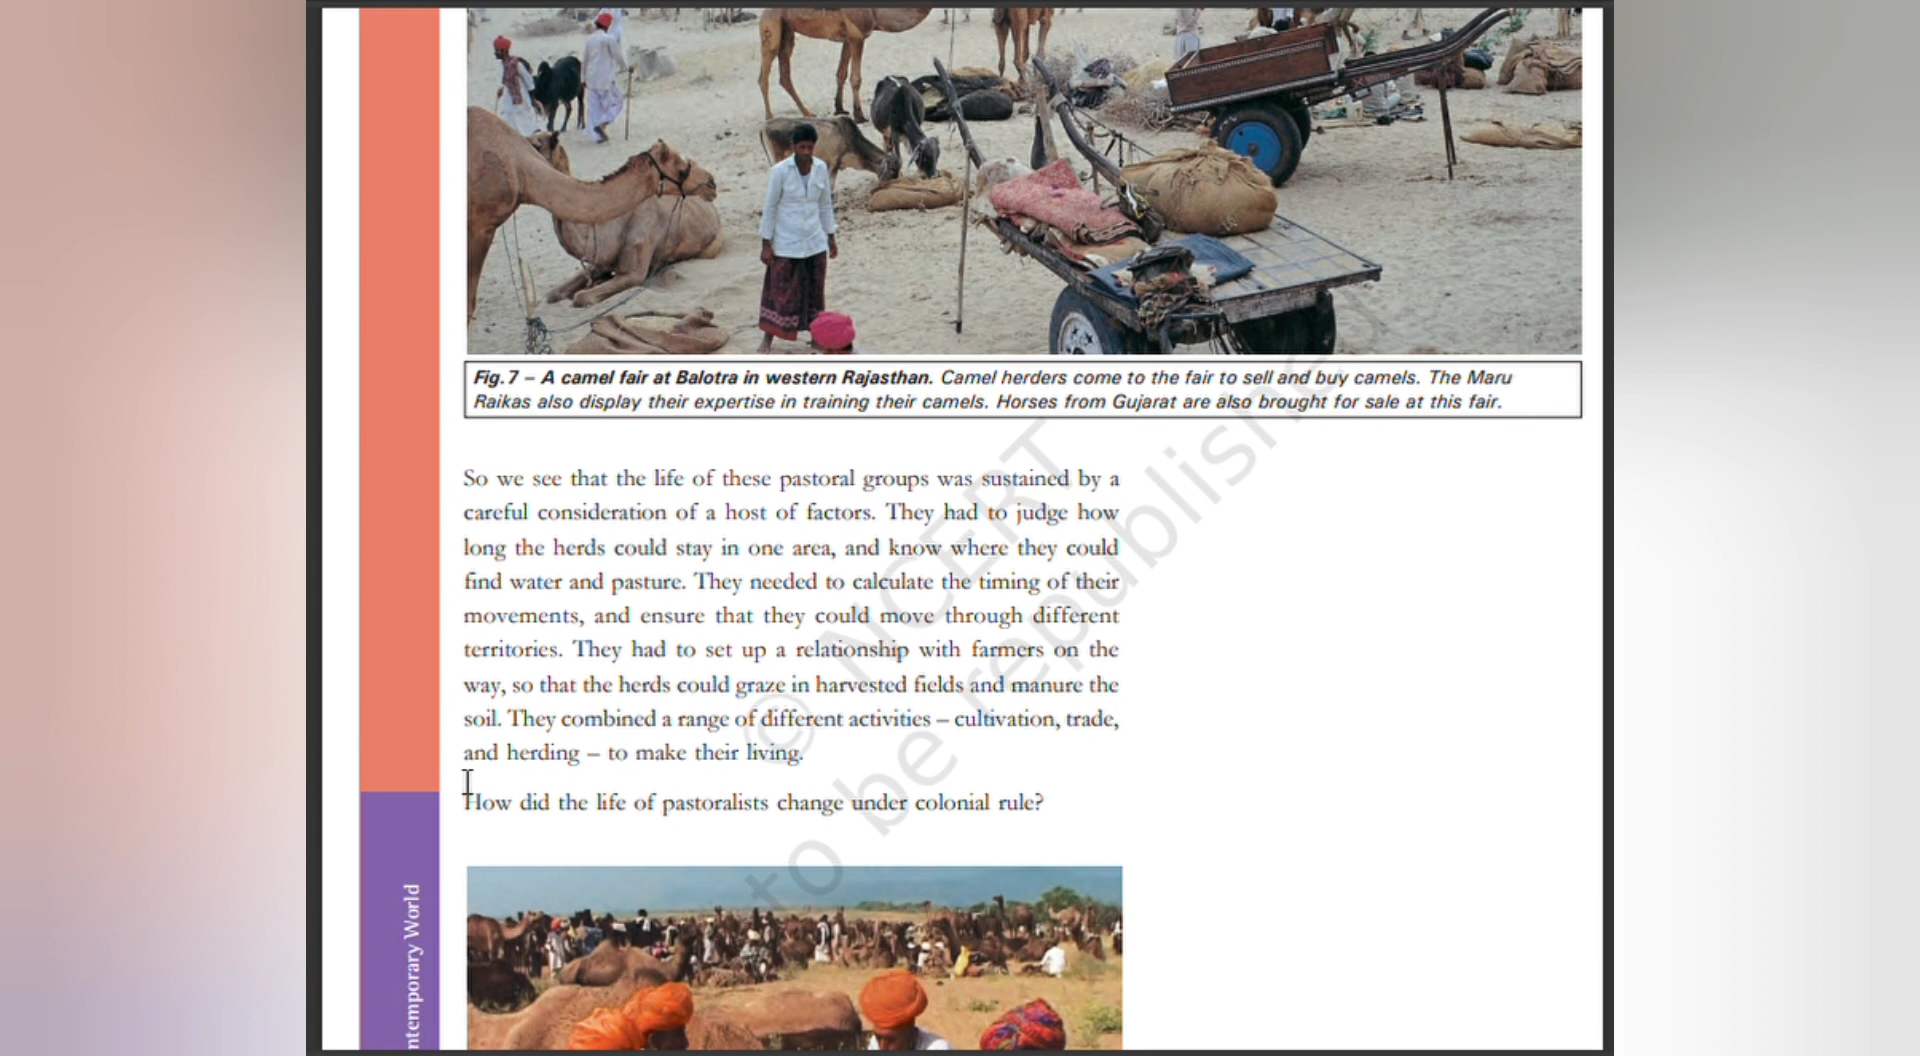 Fig. 7 – A camel fair at Balotra in western Rajasthan. Camel herders come to the fair to sell and buy camels. The Maru
Raikas also display their expertise in training their camels. Horses from Gujarat are also brought for sale at this fair.
So we see that the life of these pastoral groups was sustained by a
careful consideration of a host of factors. They had to judge how
long the herds could stay in one area, and know where they could
find water and pasture. They needed to calculate the timing of their
movements, and ensure that they could move through different
territories. They had to set up a relationship with farmers on the
way, so that the herds could graze in harvested fields and manure the
soil. They combined a range of different activities – cultivation, trade,
and herding – to make their living.
How did the life of pastoralists change under colonial rule?
© NCERT
to be republished
World